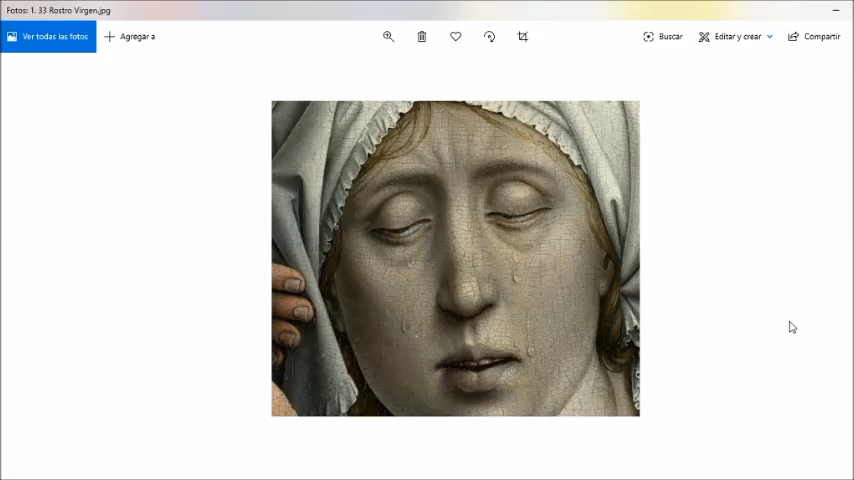 Fotos: 1. 33 Rostro Virgen.jpg
Ver todas las fotos
Agregar a
Buscar
Editar y crear
Compartir